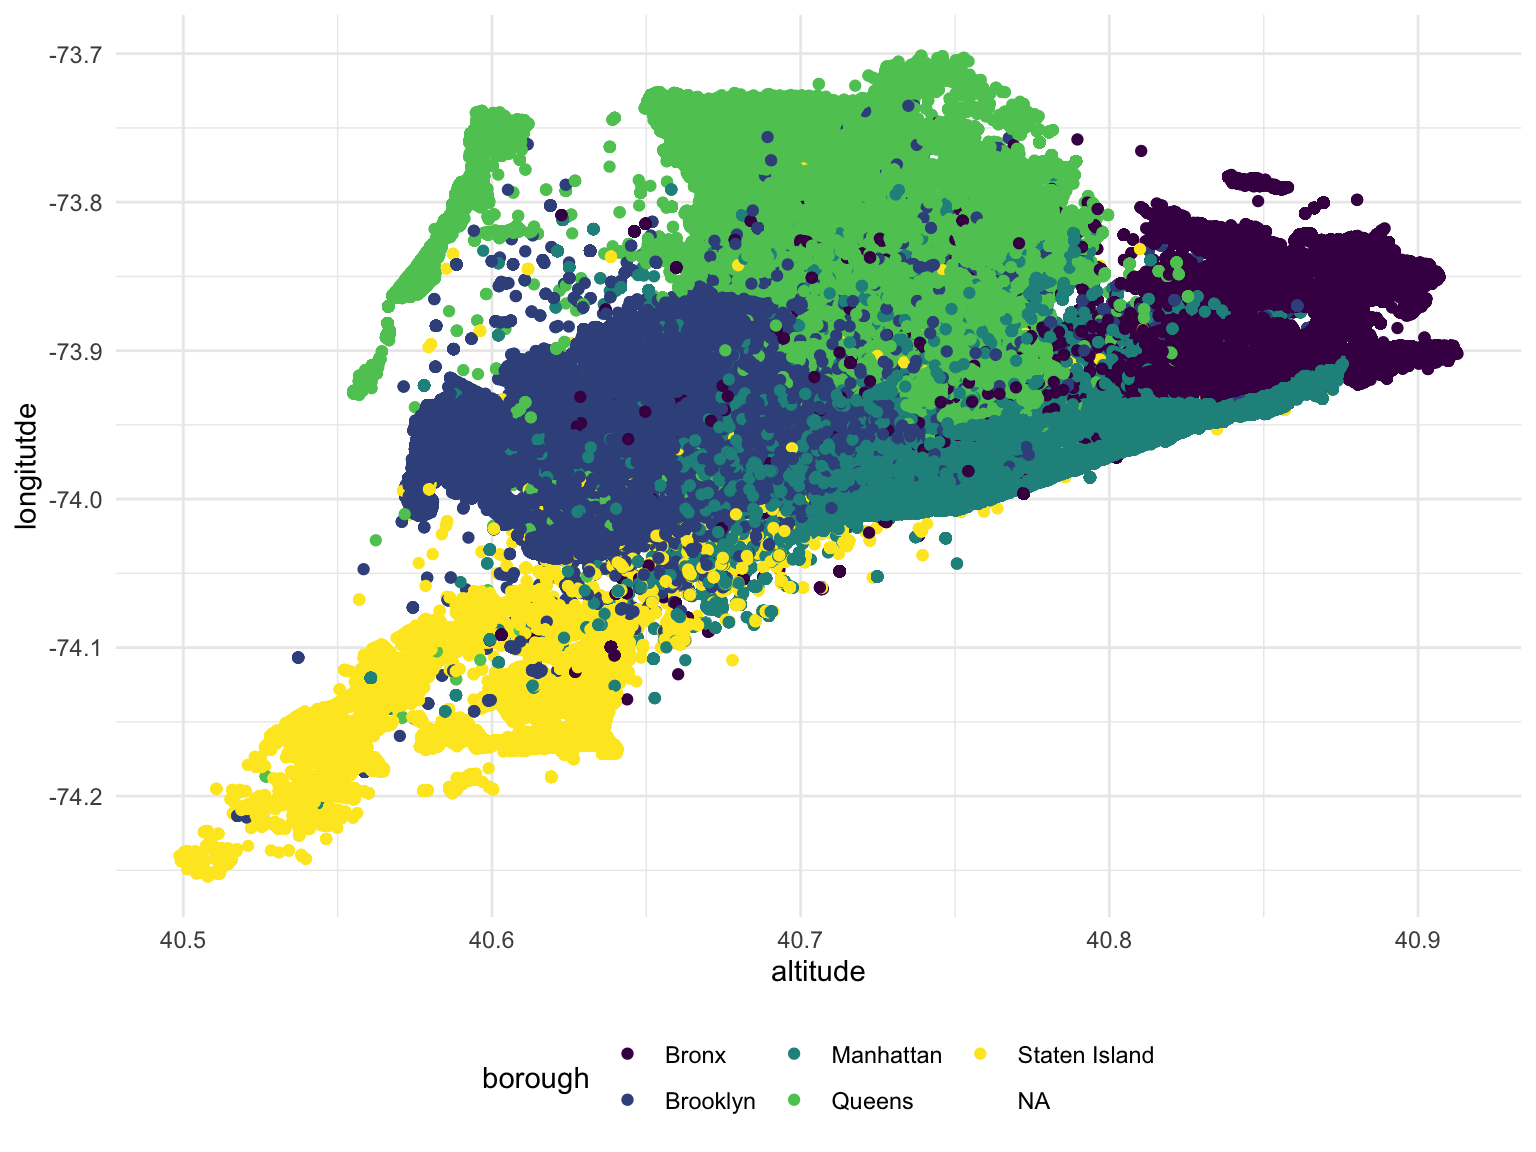 -73.7
-73.8
-73.9
-74.0
-74.1
-74.2
longitutde
40.5 40.6 40.7 40.8 40.9
altitude
borough
Bronx Manhattan Staten Island
Brooklyn Queens NA